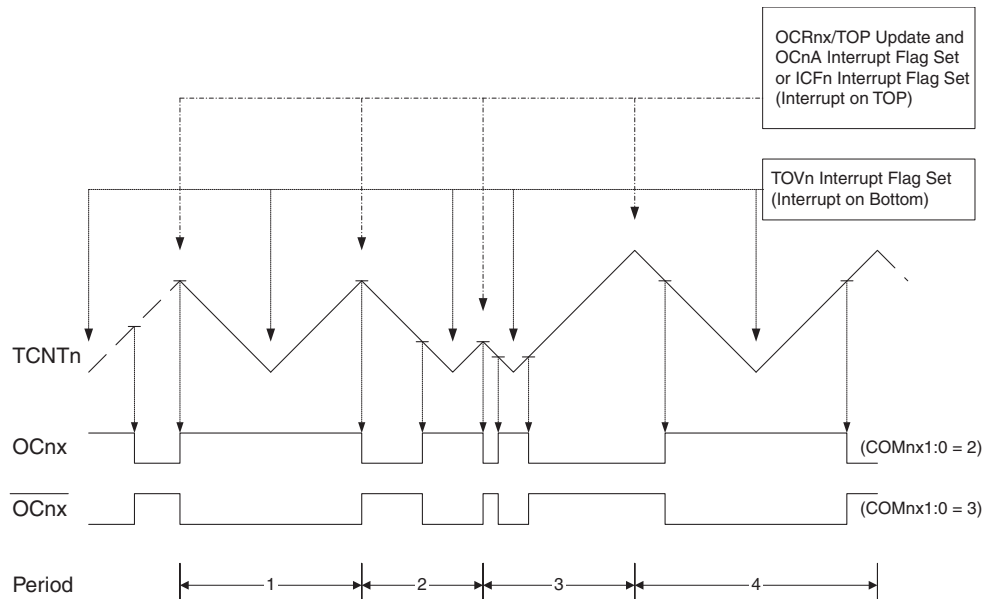 OCRnx/TOP Update and
OCnA Interrupt Flag Set
or ICFn Interrupt Flag Set
(Interrupt on TOP)
TOVn Interrupt Flag Set
(Interrupt on Bottom)
TCNTn
OCnx
(COMnx1:0 = 2)
OCnx
(COMnx1:0 = 3)
Period
1
2
3
4